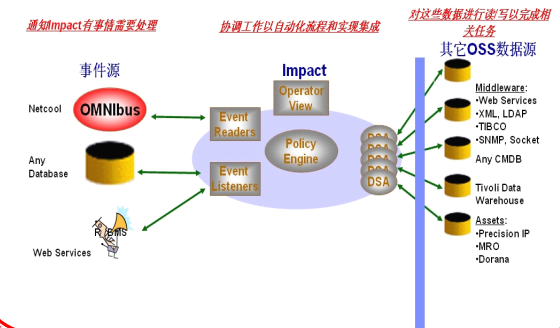 通知Impact有事情需要处理
协调工作以自动化流程和实现集成
对这些数据进行读/写以完成相
关任务
事件源
Impact
其它OSS数据源
Netcool
OMNIbus
Any
Database
Web Services
Event
Readers
Event
Listeners
Operator
View
Policy
Engine
DSA
DSA
DSA
DSA
DSA
Middleware:
•Web Services
•XML, LDAP
•TIBCO
•SNMP, Socket
Any CMDB
Tivoli Data
Warehouse
Assets:
•Precision IP
•MRO
•Dorana